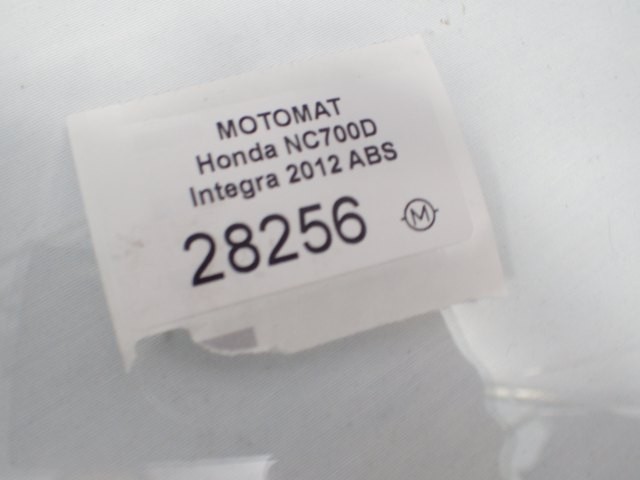 MOTOMAT
Honda NC700D
Integra 2012 ABS
28256 M